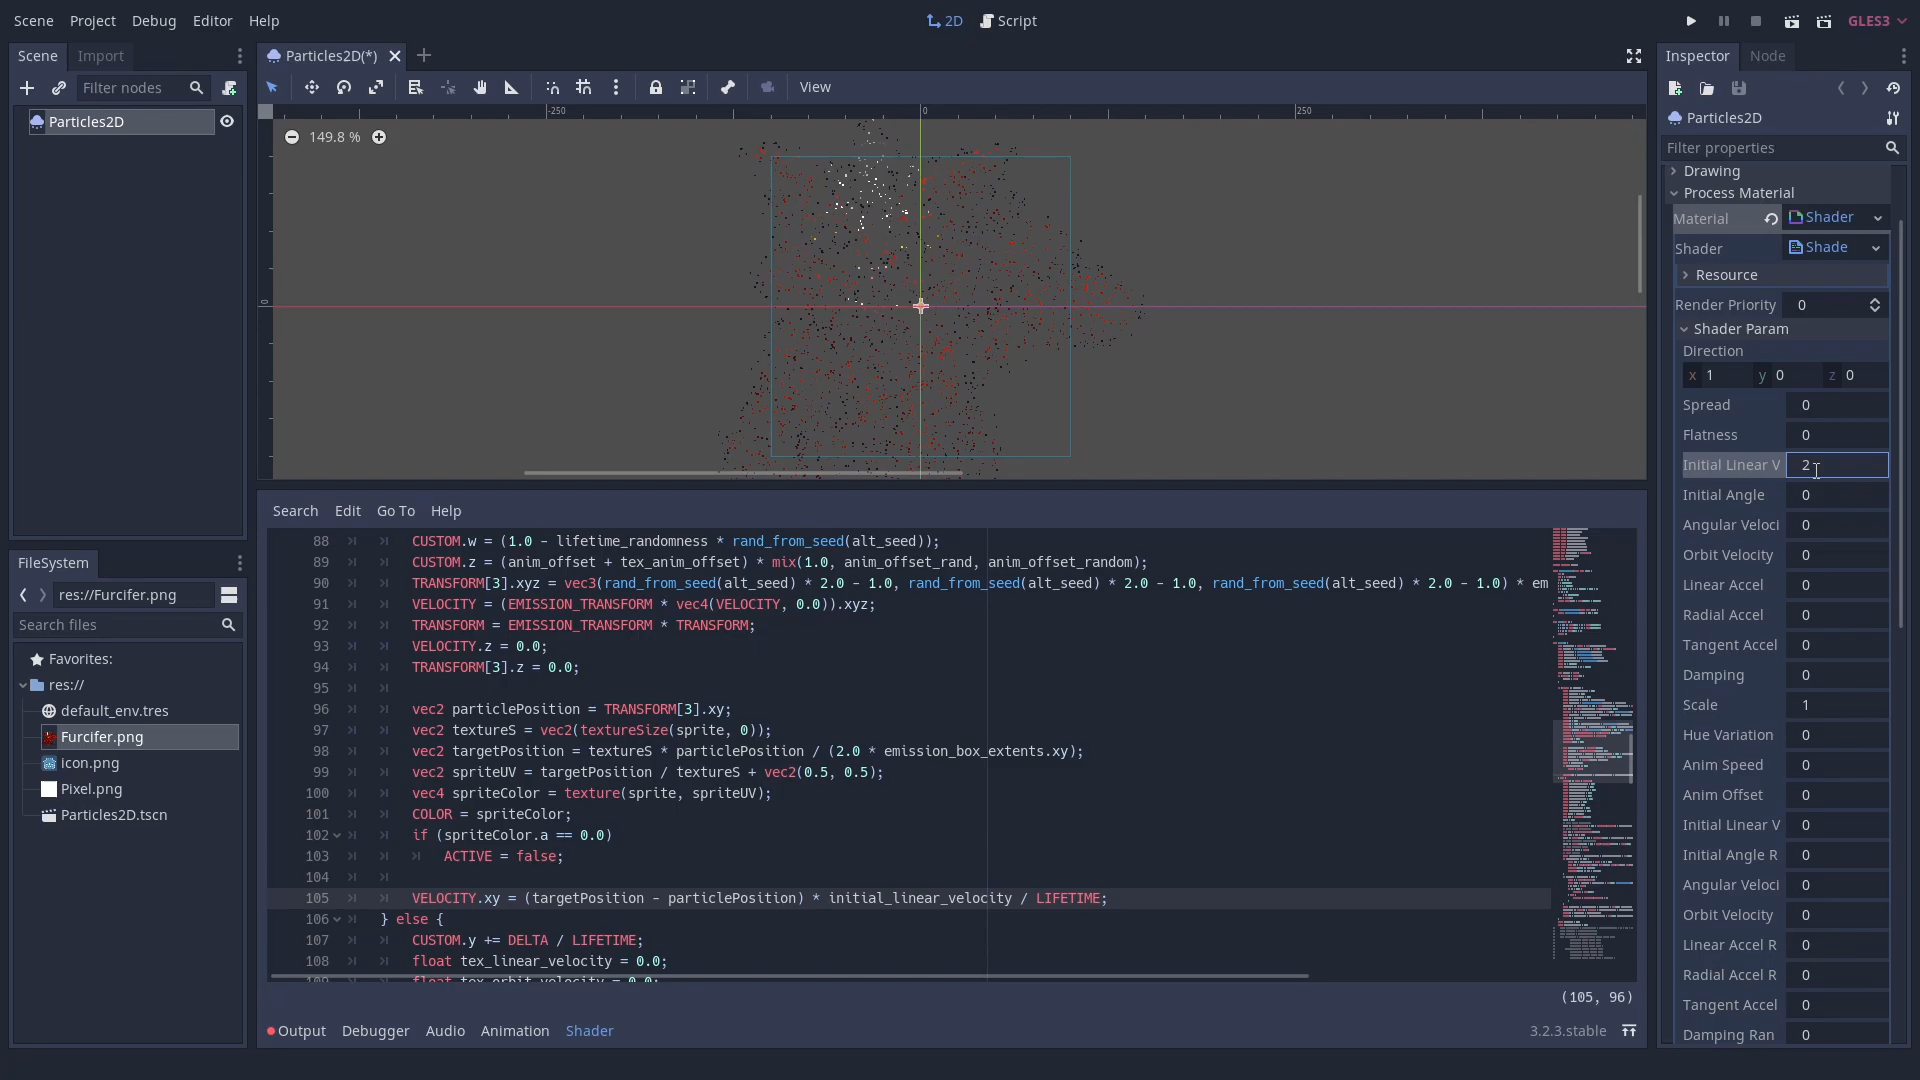 Scene Project Debug Editor Help
2D Script
GLES3
Scene Import
Filter nodes
Particles2D
Particles2D(*)
View
-250 0 250
149.8 %
0
FileSystem
res://Furcifer.png
Search files
Favorites:
res://
default_env.tres
Furcifer.png
icon.png
Pixel.png
Particles2D.tscn
Search Edit Go To Help
88 CUSTOM.w = (1.0 - lifetime_randomness * rand_from_seed(alt_seed));
89 CUSTOM.z = (anim_offset + tex_anim_offset) * mix(1.0, anim_offset_rand, anim_offset_random);
90 TRANSFORM[3].xyz = vec3(rand_from_seed(alt_seed) * 2.0 - 1.0, rand_from_seed(alt_seed) * 2.0 - 1.0, rand_from_seed(alt_seed) * 2.0 - 1.0) * em
91 VELOCITY = (EMISSION_TRANSFORM * vec4(VELOCITY, 0.0)).xyz;
92 TRANSFORM = EMISSION_TRANSFORM * TRANSFORM;
93 VELOCITY.z = 0.0;
94 TRANSFORM[3].z = 0.0;
95
96 vec2 particlePosition = TRANSFORM[3].xy;
97 vec2 textureS = vec2(textureSize(sprite, 0));
98 vec2 targetPosition = textureS * particlePosition / (2.0 * emission_box_extents.xy);
99 vec2 spriteUV = targetPosition / textureS + vec2(0.5, 0.5);
100 vec4 spriteColor = texture(sprite, spriteUV);
101 COLOR = spriteColor;
102 if (spriteColor.a == 0.0)
103 ACTIVE = false;
104
105 VELOCITY.xy = (targetPosition - particlePosition) * initial_linear_velocity / LIFETIME;
106 } else {
107 CUSTOM.y += DELTA / LIFETIME;
108 float tex_linear_velocity = 0.0;
109 float tex_orbit_velocity = 0.0;
(105, 96)
Output Debugger Audio Animation Shader
3.2.3.stable
Inspector Node
Particles2D
Filter properties
Drawing
Process Material
Material Shader
Shader Shade
Resource
Render Priority 0
Shader Param
Direction
x 1 y 0 z 0
Spread 0
Flatness 0
Initial Linear V 2
Initial Angle 0
Angular Veloci 0
Orbit Velocity 0
Linear Accel 0
Radial Accel 0
Tangent Accel 0
Damping 0
Scale 1
Hue Variation 0
Anim Speed 0
Anim Offset 0
Initial Linear V 0
Initial Angle R 0
Angular Veloci 0
Orbit Velocity 0
Linear Accel R 0
Radial Accel R 0
Tangent Accel 0
Damping Ran 0